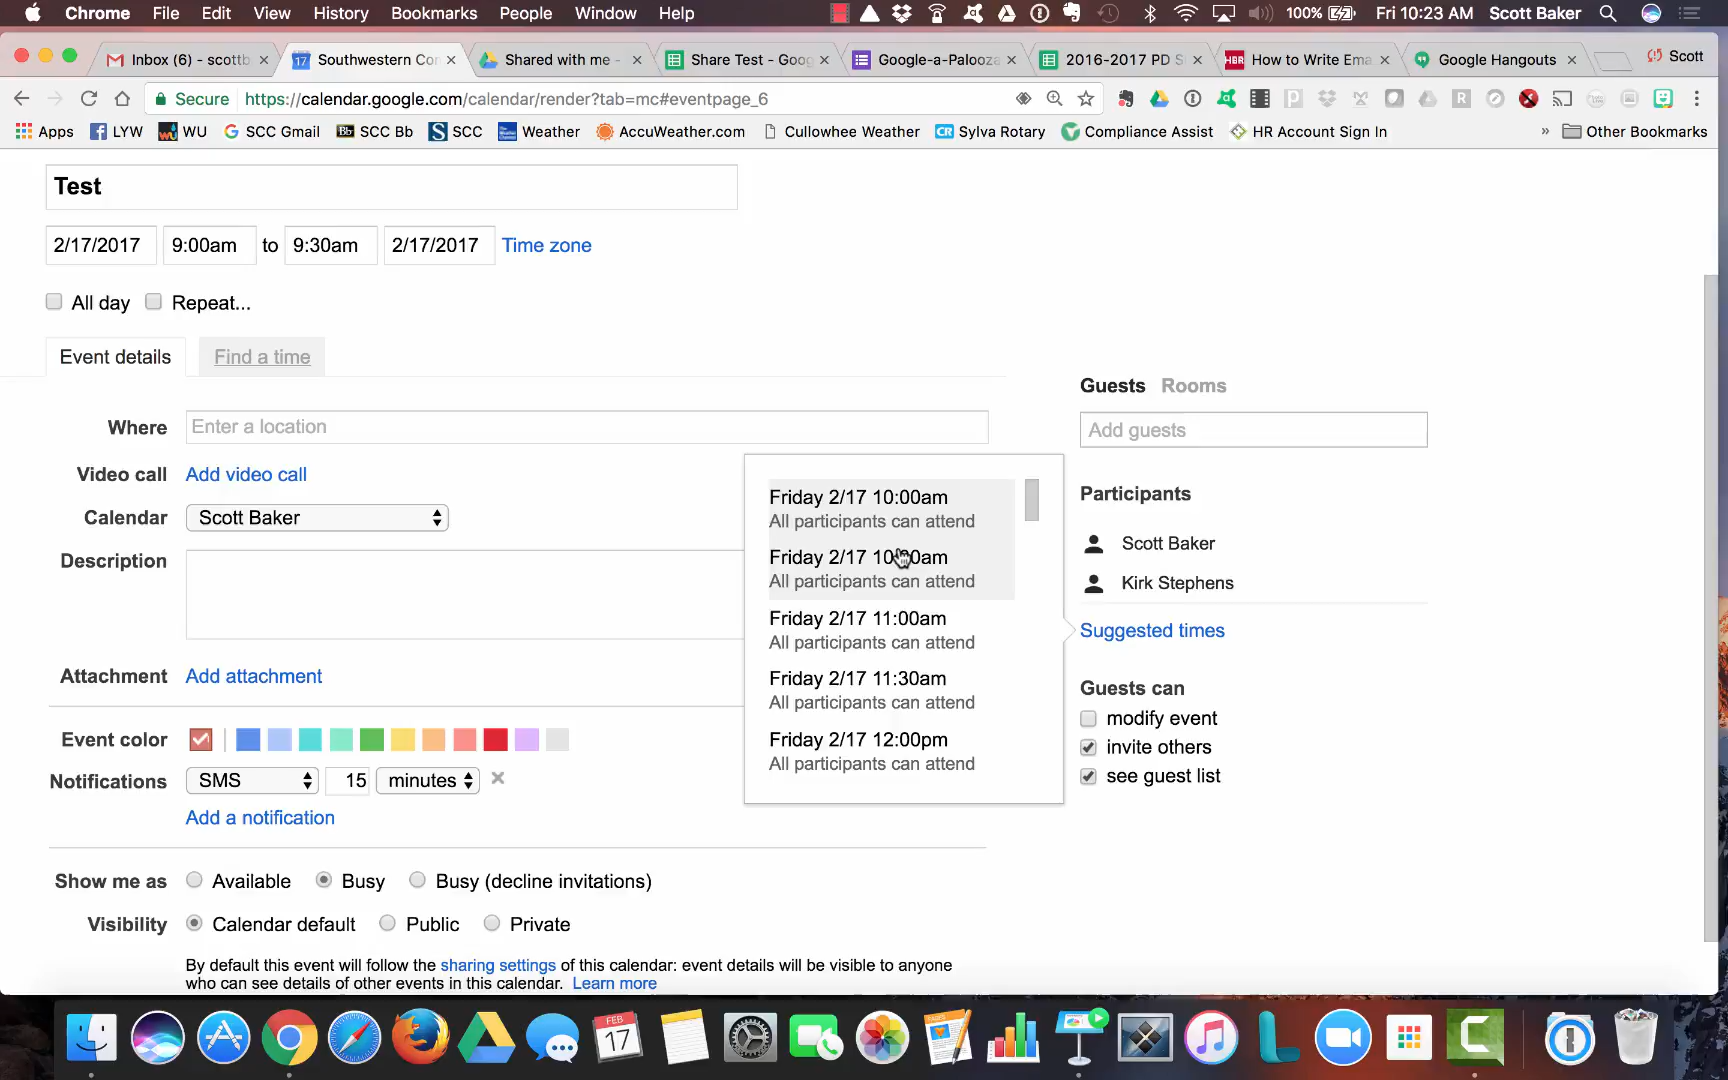 Chrome File Edit View History Bookmarks People Window Help 100% Fri 10:23 AM Scott Baker
Inbox (6) - scottb Southwestern Con Shared with me - Share Test - Goog Google-a-Palooza 2016-2017 PD S HBR How to Write Ema Google Hangouts Scott
Secure https://calendar.google.com/calendar/render?tab=mc#eventpage_6
Apps LYW WU SCC Gmail Bb SCC Bb SCC Weather AccuWeather.com Cullowhee Weather CR Sylva Rotary Compliance Assist HR Account Sign In » Other Bookmarks
Test
2/17/2017 9:00am to 9:30am 2/17/2017 Time zone
All day Repeat...
Event details Find a time
Guests Rooms
Where Enter a location
Add guests
Video call Add video call
Calendar Scott Baker
Description
Attachment Add attachment
Event color
Notifications SMS 15 minutes
Add a notification
Show me as Available Busy Busy (decline invitations)
Visibility Calendar default Public Private
By default this event will follow the sharing settings of this calendar: event details will be visible to anyone
who can see details of other events in this calendar. Learn more
Friday 2/17 10:00am
All participants can attend
Friday 2/17
All participants can attend
Friday 2/17 11:00am
All participants can attend
Friday 2/17 11:30am
All participants can attend
Friday 2/17 12:00pm
All participants can attend
Participants
Scott Baker
Kirk Stephens
Suggested times
Guests can
modify event
invite others
see guest list
FEB
17
PAGES